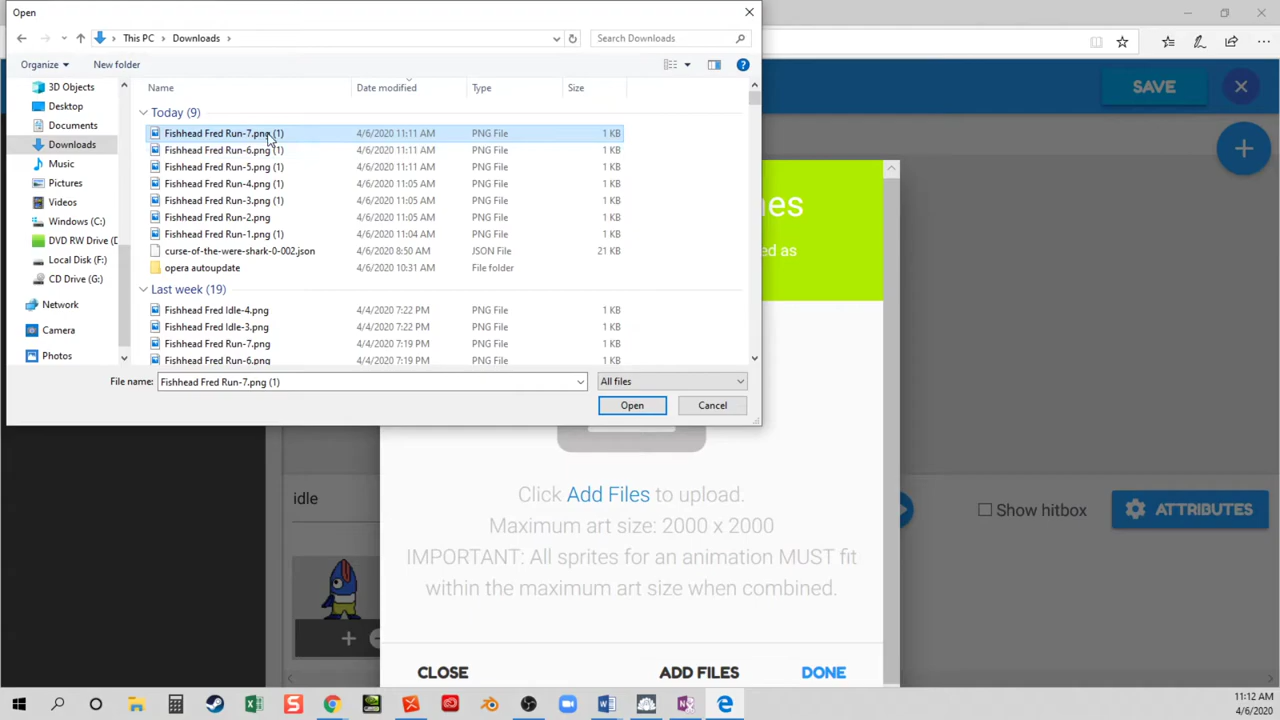 Open
This PC > Downloads >
Search Downloads
Organize
New folder
Name
Date modified
Type
Size
3D Objects
Desktop
Documents
Downloads
Music
Pictures
Videos
Windows (C:)
DVD RW Drive (D
Local Disk (F:)
CD Drive (G:)
Network
Camera
Photos
Today (9)
Fishhead Fred Run-7.png (1) 4/6/2020 11:11 AM PNG File 1 KB
Fishhead Fred Run-6.png (1) 4/6/2020 11:11 AM PNG File 1 KB
Fishhead Fred Run-5.png (1) 4/6/2020 11:11 AM PNG File 1 KB
Fishhead Fred Run-4.png (1) 4/6/2020 11:05 AM PNG File 1 KB
Fishhead Fred Run-3.png (1) 4/6/2020 11:05 AM PNG File 1 KB
Fishhead Fred Run-2.png 4/6/2020 11:05 AM PNG File 1 KB
Fishhead Fred Run-1.png (1) 4/6/2020 11:04 AM PNG File 1 KB
curse-of-the-were-shark-0-002.json 4/6/2020 8:50 AM JSON File 21 KB
opera autoupdate 4/6/2020 10:31 AM File folder
Last week (19)
Fishhead Fred Idle-4.png 4/4/2020 7:22 PM PNG File 1 KB
Fishhead Fred Idle-3.png 4/4/2020 7:22 PM PNG File 1 KB
Fishhead Fred Run-7.png 4/4/2020 7:19 PM PNG File 1 KB
Fishhead Fred Run-6.png 4/4/2020 7:19 PM PNG File 1 KB
File name: Fishhead Fred Run-7.png (1)
All files
Open
Cancel
SAVE
nes
ed as
Click Add Files to upload.
Maximum art size: 2000 x 2000
IMPORTANT: All sprites for an animation MUST fit
within the maximum art size when combined.
CLOSE
ADD FILES
DONE
idle
Show hitbox
ATTRIBUTES
11:12 AM
4/6/2020